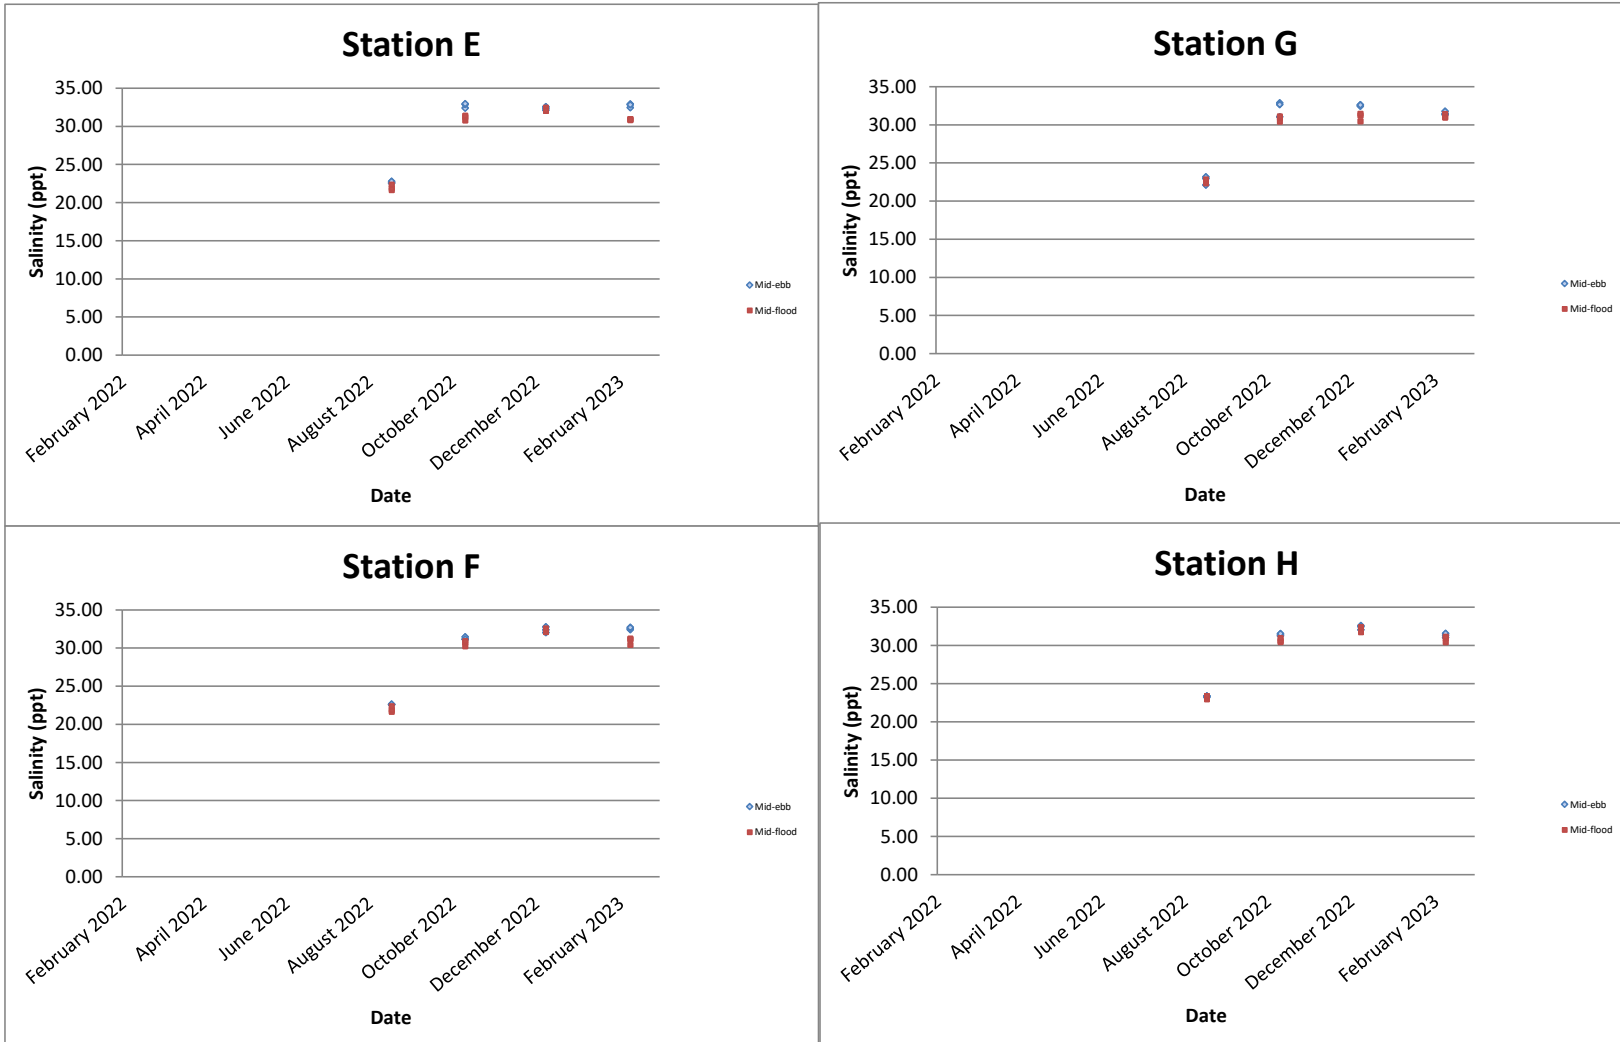 Station E
35.00
30.00
25.00
20.00
15.00
10.00
5.00
0.00
Salinity (ppt)
February 2022
April 2022
June 2022
August 2022
October 2022
December 2022
February 2023
Date
Mid-ebb
Mid-flood
Station G
35.00
30.00
25.00
20.00
15.00
10.00
5.00
0.00
Salinity (ppt)
February 2022
April 2022
June 2022
August 2022
October 2022
December 2022
February 2023
Date
Mid-ebb
Mid-flood
Station F
35.00
30.00
25.00
20.00
15.00
10.00
5.00
0.00
Salinity (ppt)
February 2022
April 2022
June 2022
August 2022
October 2022
December 2022
February 2023
Date
Mid-ebb
Mid-flood
Station H
35.00
30.00
25.00
20.00
15.00
10.00
5.00
0.00
Salinity (ppt)
February 2022
April 2022
June 2022
August 2022
October 2022
December 2022
February 2023
Date
Mid-ebb
Mid-flood